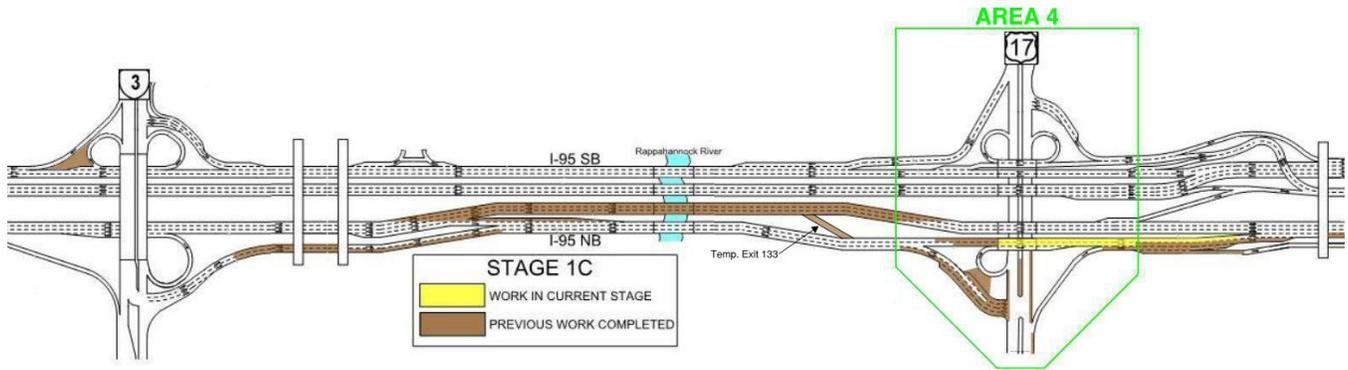 AREA 4
17
3
Rappahannock River
I-95 SB
I-95 NB
Temp. Exit 133
STAGE 1C
WORK IN CURRENT STAGE
PREVIOUS WORK COMPLETED